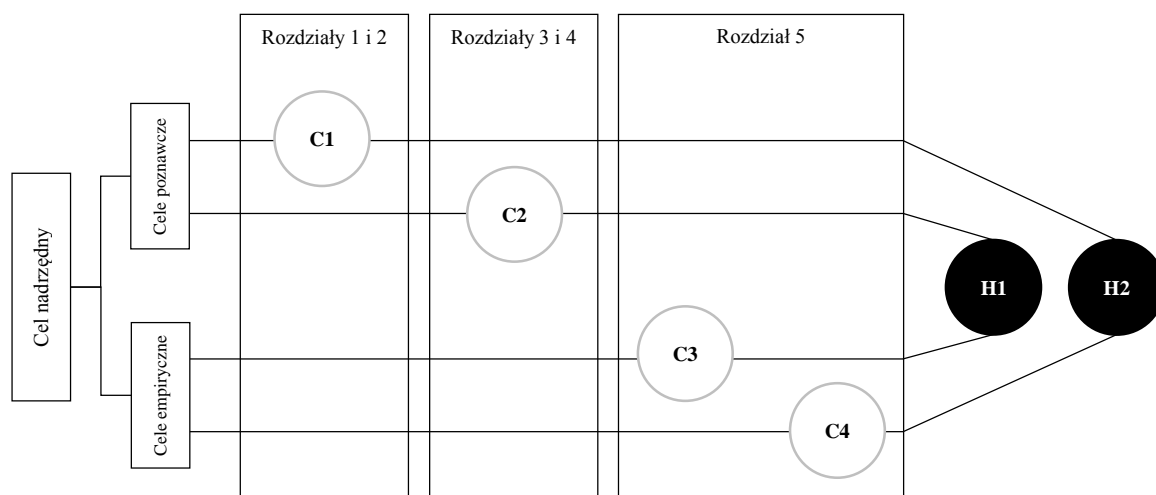 Rozdziały 1 i 2
Rozdziały 3 i 4
Rozdział 5
Cel nadrzędny
Cele poznawcze
Cele empiryczne
C1
C2
C3
C4
H1
H2